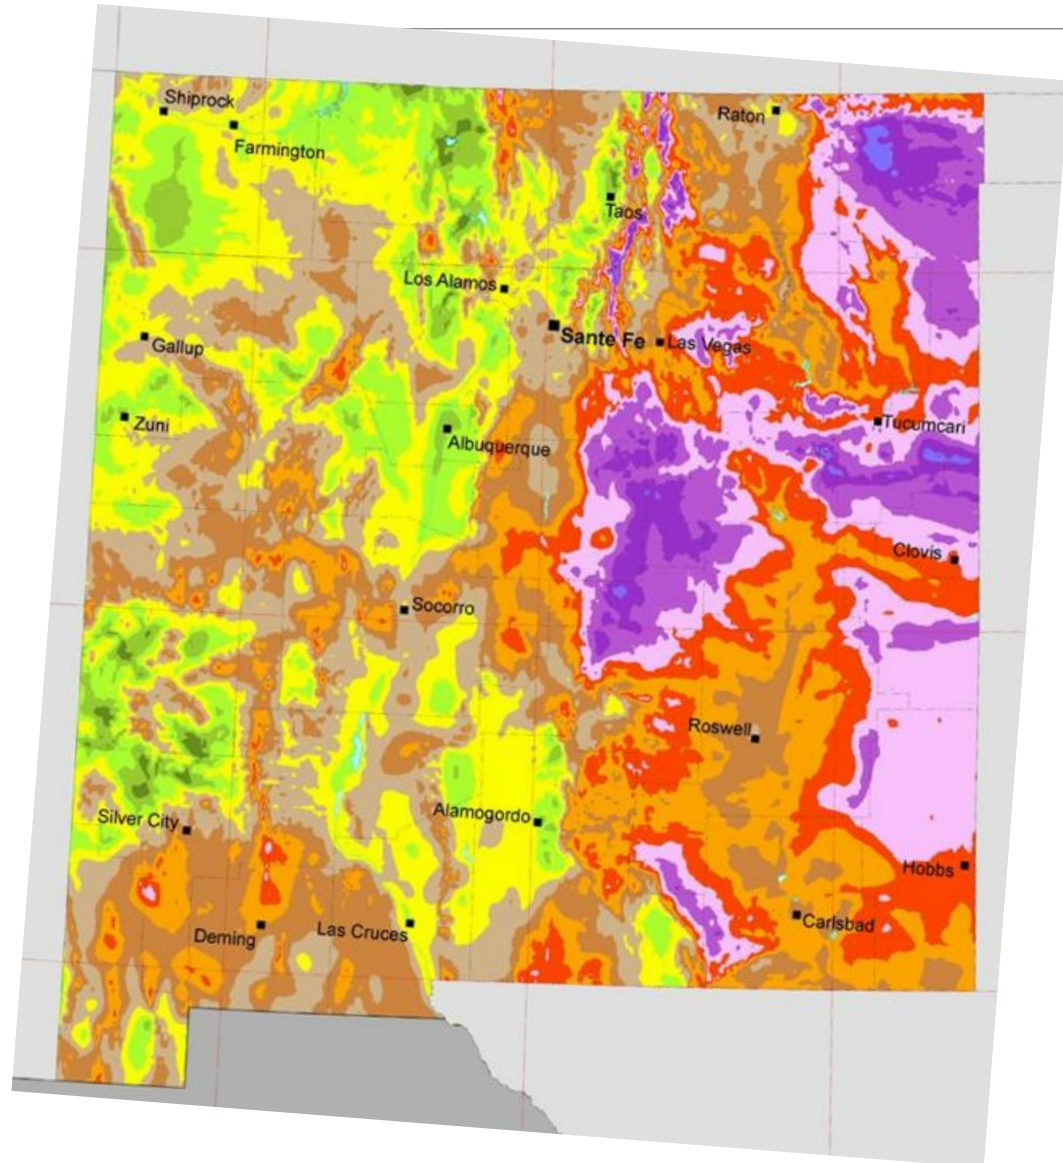 Shiprock
Raton
Farmington
Taos
Los Alamos
Sante Fe
Las Vegas
Gallup
Tucumcari
Zuni
Albuquerque
Clovis
Socorro
Roswell
Alamogordo
Silver City
Hobbs
Carlsbad
Las Cruces
Deming